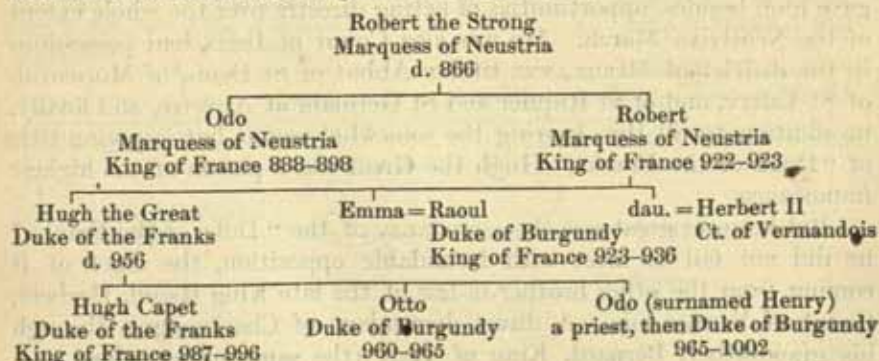 Robert the Strong
Marquess of Neustria
d. 866
Odo
Marquess of Neustria
King of France 888-898
Robert
Marquess of Neustria
King of France 922-923
Hugh the Great
Duke of the Franks
d. 956
Emma = Raoul
Duke of Burgundy
King of France 923-936
dau. = Herbert II
Ct. of Vermandois
Hugh Capet
Duke of the Franks
King of France 987-996
Otto
Duke of Burgundy
960-965
Odo (surnamed Henry)
a priest, then Duke of Burgundy
965-1002